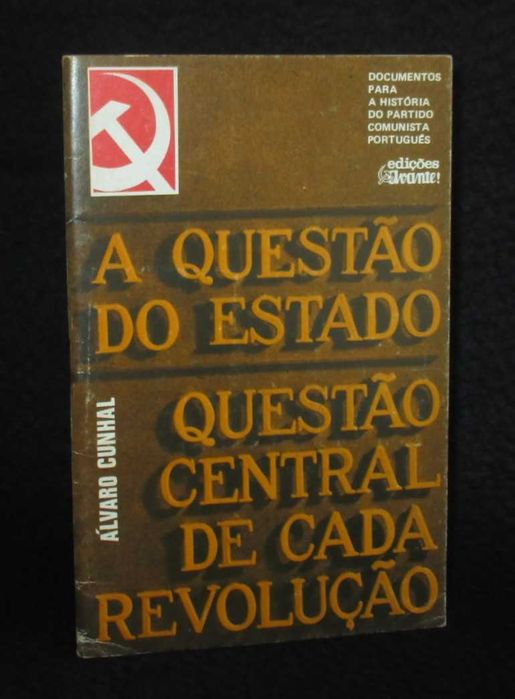 DOCUMENTOS
PARA
A HISTÓRIA
DO PARTIDO
COMUNISTA
PORTUGUÊS
edições
Avante!
A QUESTÃO
DO ESTADO
QUESTÃO
CENTRAL
DE CADA
REVOLUÇÃO
ÁLVARO CUNHAL